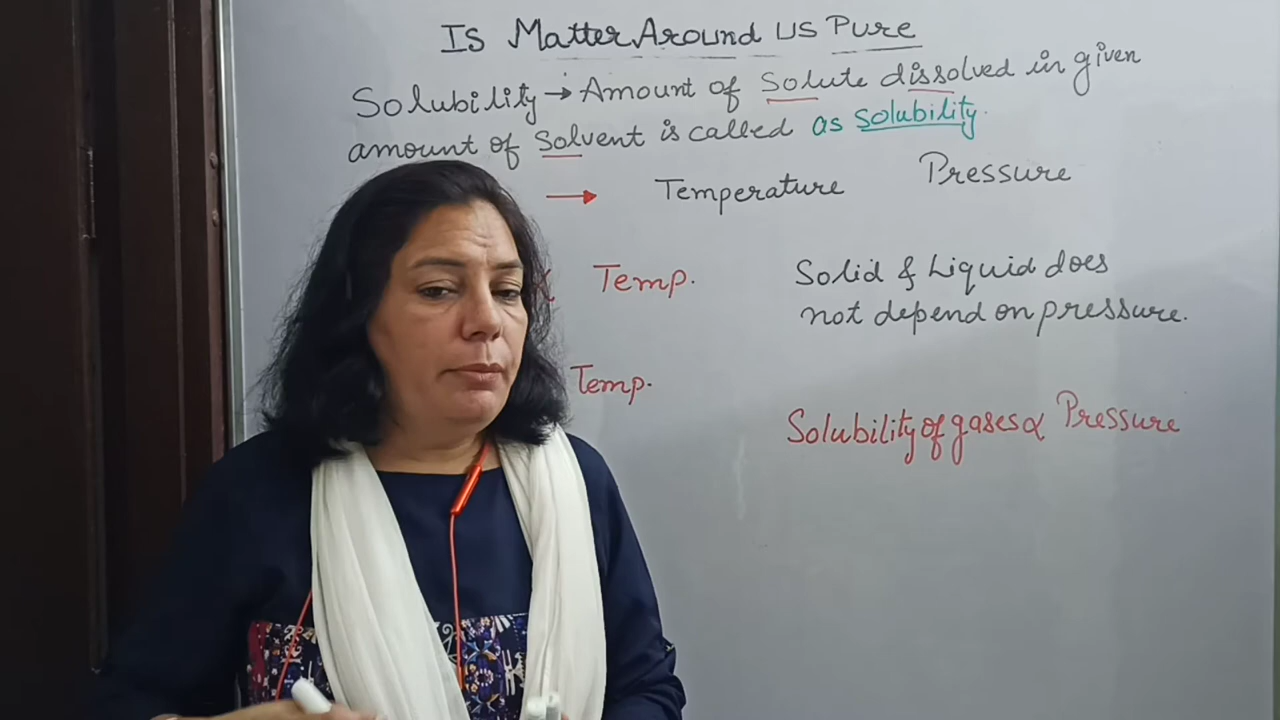 Is Matter Around us Pure
Solubility → Amount of Solute dissolved in given
amount of Solvent is called as solubility.
→ Temperature Pressure
∝ Temp.
Solid & Liquid does
not depend on pressure.
Temp.
Solubility of gases ∝ Pressure